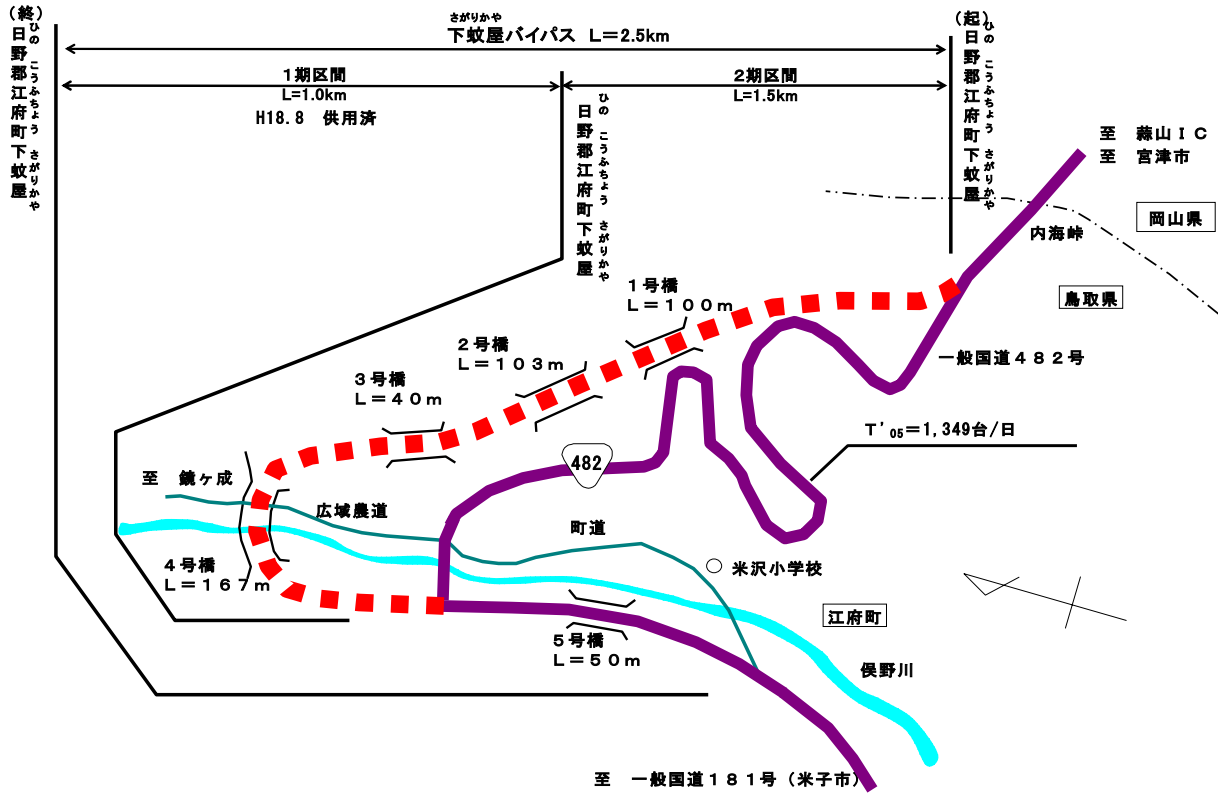 (終)
日野郡江府町下蚊屋
ひの こうふちょう さがりかや
さがりかや
下蚊屋バイパス L=2.5km
(起)
日野郡江府町下蚊屋
ひの こうふちょう さがりかや
1期区間
L=1.0km
H18.8 供用済
2期区間
L=1.5km
日野郡江府町下蚊屋
ひの こうふちょう さがりかや
至 蒜山IC
至 宮津市
岡山県
内海峠
鳥取県
1号橋
L=100m
2号橋
L=103m
一般国道482号
3号橋
L=40m
T'05=1,349台/日
482
至 鏡ヶ成
広域農道
町道
米沢小学校
4号橋
L=167m
江府町
5号橋
L=50m
俣野川
至 一般国道181号(米子市)